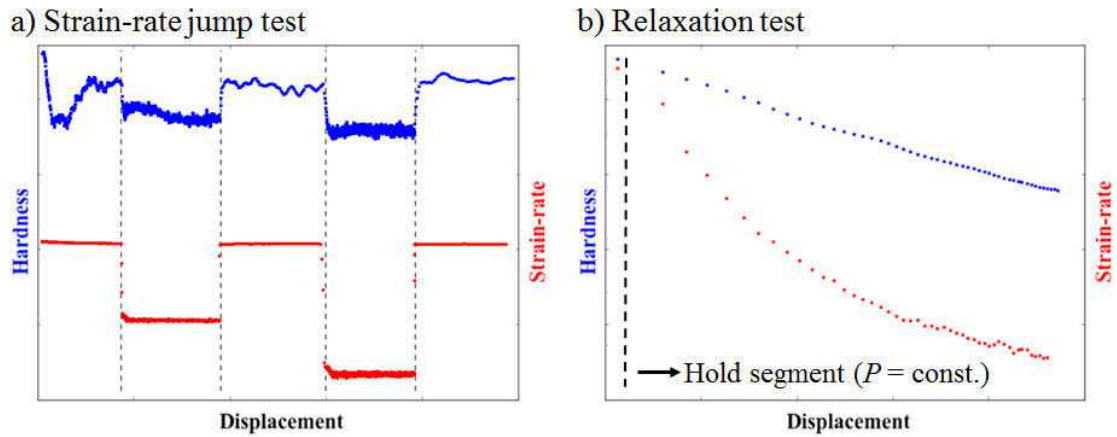 a) Strain-rate jump test
Hardness
Strain-rate
Displacement
b) Relaxation test
Hardness
Strain-rate
Hold segment (P = const.)
Displacement